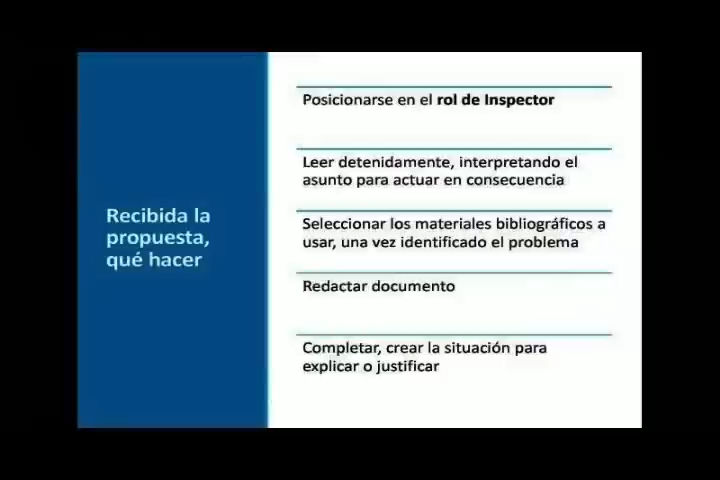 Recibida la
propuesta,
qué hacer
Posicionarse en el rol de Inspector
Leer detenidamente, interpretando el
asunto para actuar en consecuencia
Seleccionar los materiales bibliográficos a
usar, una vez identificado el problema
Redactar documento
Completar, crear la situación para
explicar o justificar